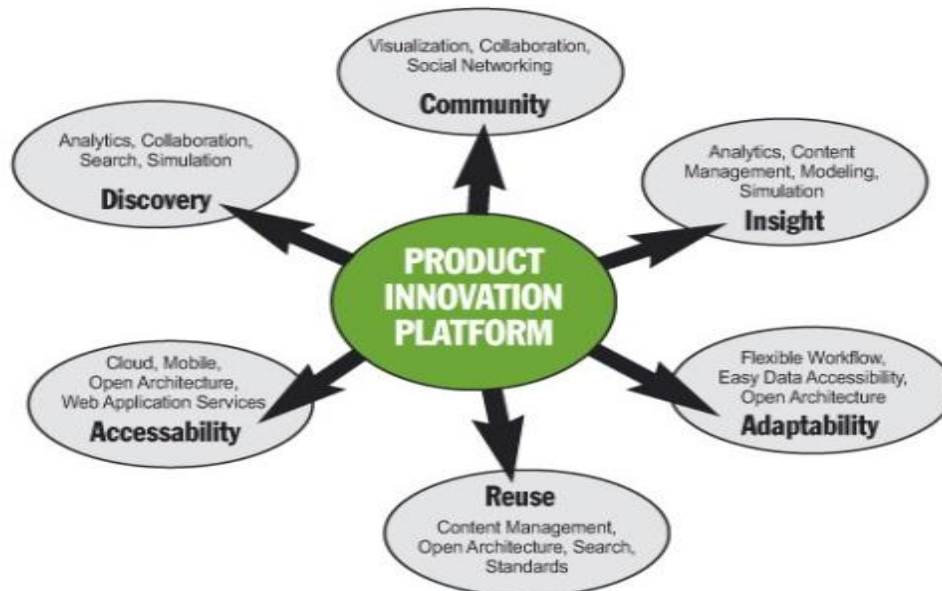 Visualization, Collaboration,
Social Networking
Community
Analytics, Collaboration,
Search, Simulation
Discovery
Analytics, Content
Management, Modeling,
Simulation
Insight
PRODUCT
INNOVATION
PLATFORM
Cloud, Mobile,
Open Architecture,
Web Application Services
Accessability
Flexible Workflow,
Easy Data Accessibility,
Open Architecture
Adaptability
Reuse
Content Management,
Open Architecture, Search,
Standards